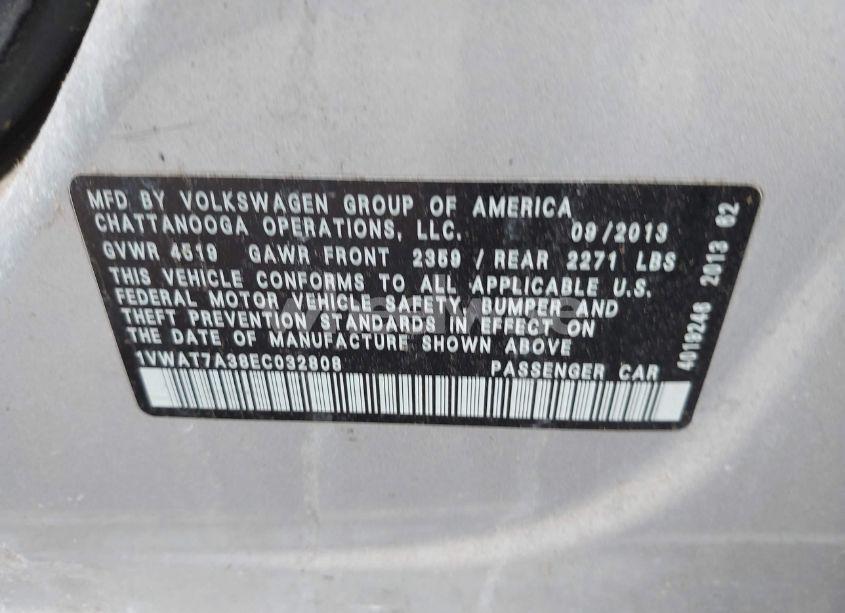 MFD. BY VOLKSWAGEN GROUP OF AMERICA
CHATTANOOGA OPERATIONS, LLC. 09/2013
GVWR 4519 GAWR FRONT 2359 / REAR 2271 LBS
THIS VEHICLE CONFORMS TO ALL APPLICABLE U.S.
FEDERAL MOTOR VEHICLE SAFETY, BUMPER AND
THEFT PREVENTION STANDARDS IN EFFECT ON
THE DATE OF MANUFACTURE SHOWN ABOVE
1VWAT7A38EC032808 PASSENGER CAR
4019246 2013 62